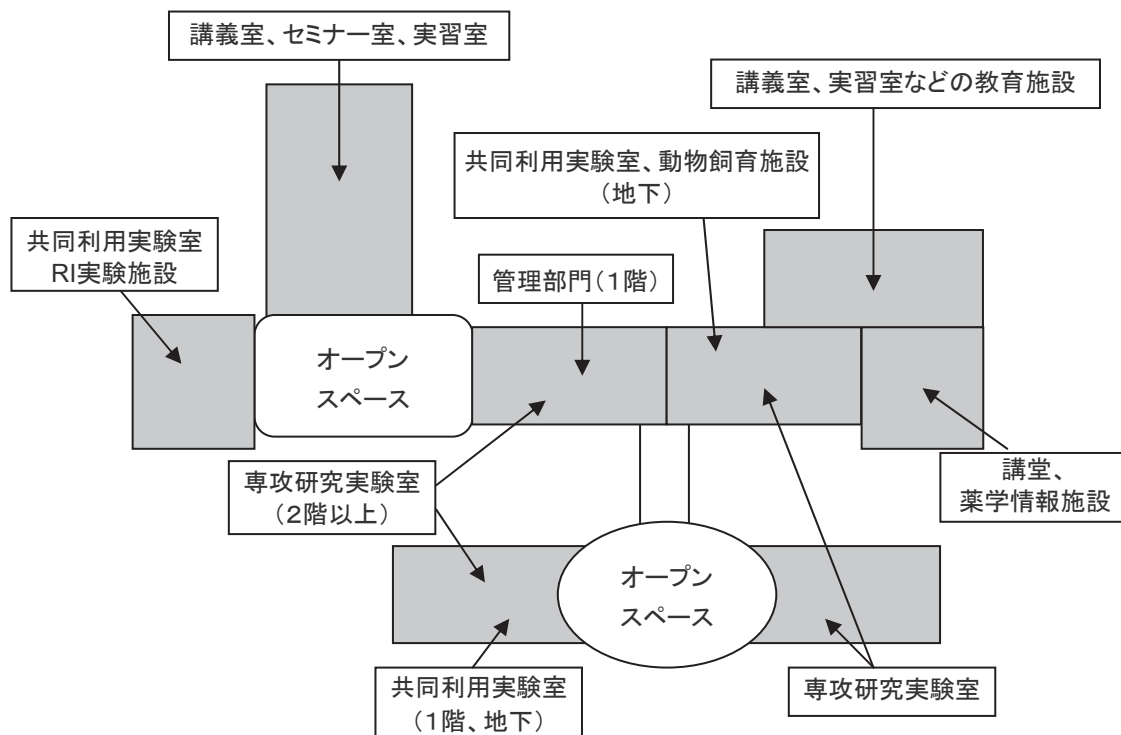 講義室、セミナー室、実習室
講義室、実習室などの教育施設
共同利用実験室、動物飼育施設
（地下）
共同利用実験室
RI実験施設
管理部門（１階）
オープン
スペース
専攻研究実験室
（２階以上）
講堂、
薬学情報施設
オープン
スペース
共同利用実験室
（１階、地下）
専攻研究実験室